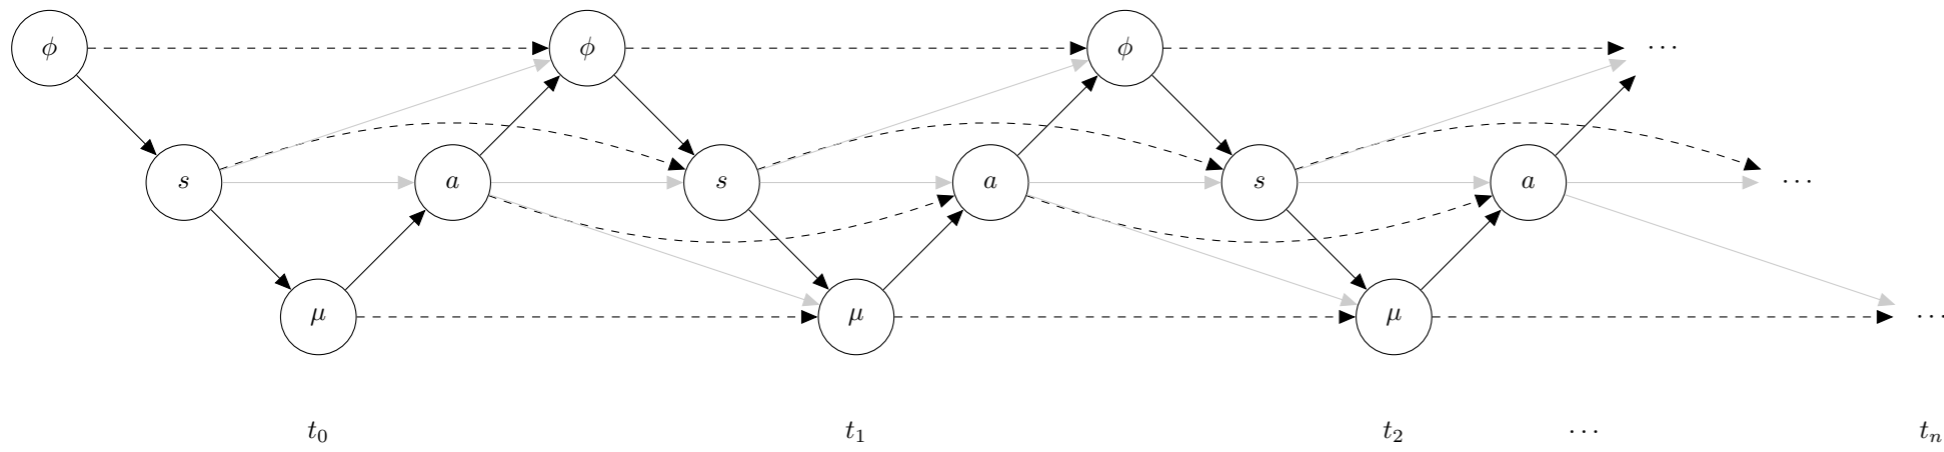 ϕ ϕ ϕ ⋯
s a s a s a ⋯
μ μ μ ⋯
t₀ t₁ t₂ ⋯ tₙ